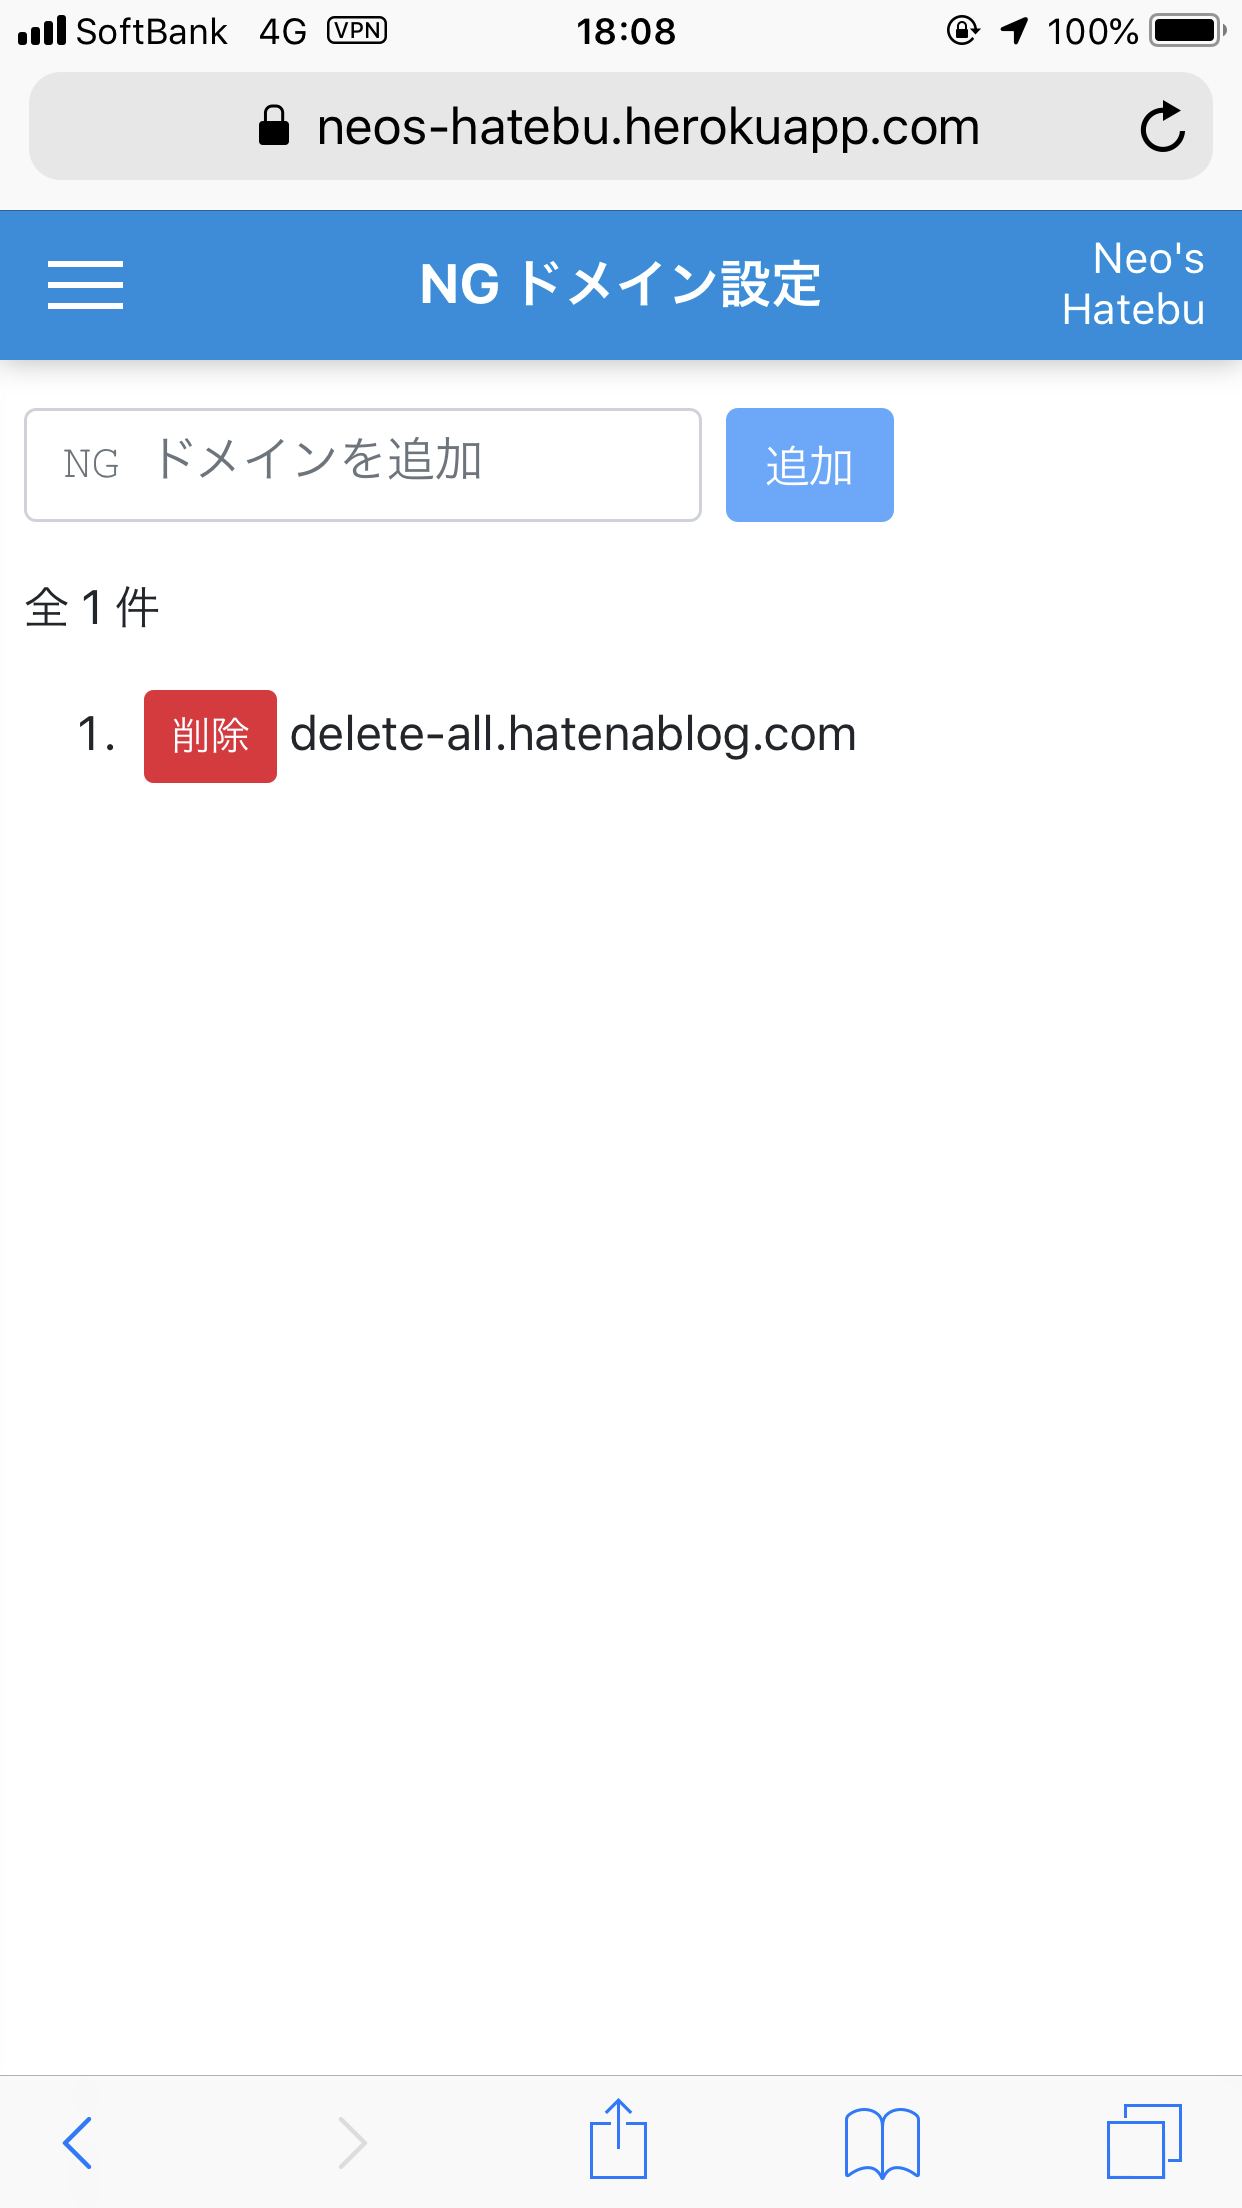 SoftBank 4G VPN 18:08 100%
neos-hatebu.herokuapp.com
NG ドメイン設定
Neo's
Hatebu
NG ドメインを追加
追加
全 1 件
1. 削除 delete-all.hatenablog.com